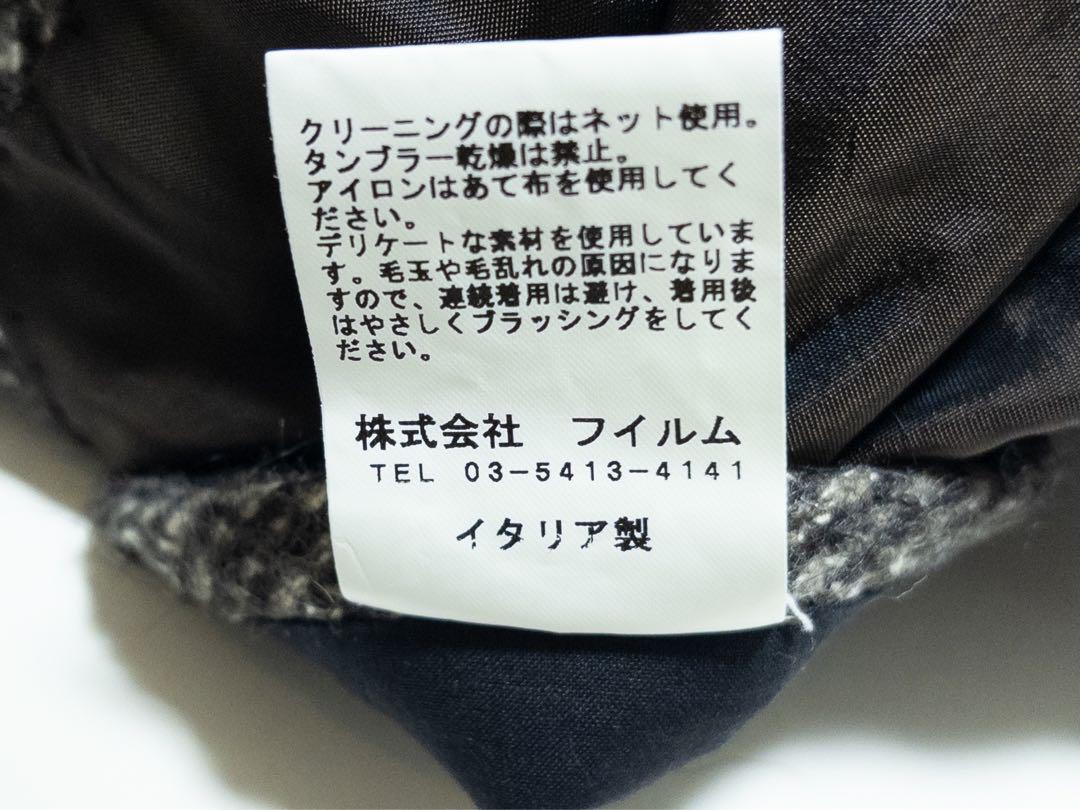 クリーニングの際はネット使用。
タンブラー乾燥は禁止。
アイロンはあて布を使用してく
ださい。
デリケートな素材を使用していま
す。毛玉や毛乱れの原因になりま
すので、連続着用は避け、着用後
はやさしくブラッシングをしてく
ださい。
株式会社　フイルム
TEL 03-5413-4141
イタリア製